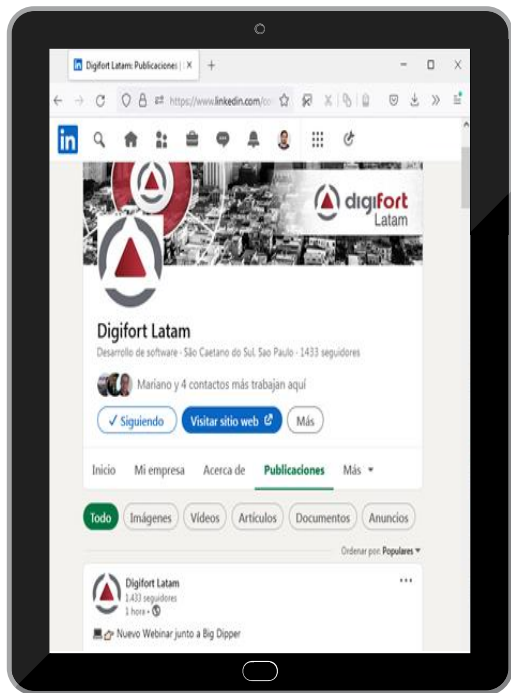 Digifort Latam: Publicaciones |
https://www.linkedin.com/co
in
digifort
Latam
Digifort Latam
Desarrollo de software · São Caetano do Sul, Sao Paulo · 1433 seguidores
Mariano y 4 contactos más trabajan aquí
✓ Siguiendo Visitar sitio web Más
Inicio Mi empresa Acerca de Publicaciones Más
Todo Imágenes Vídeos Artículos Documentos Anuncios
Ordenar por: Populares
Digifort Latam
1.433 seguidores
1 hora •
Nuevo Webinar junto a Big Dipper